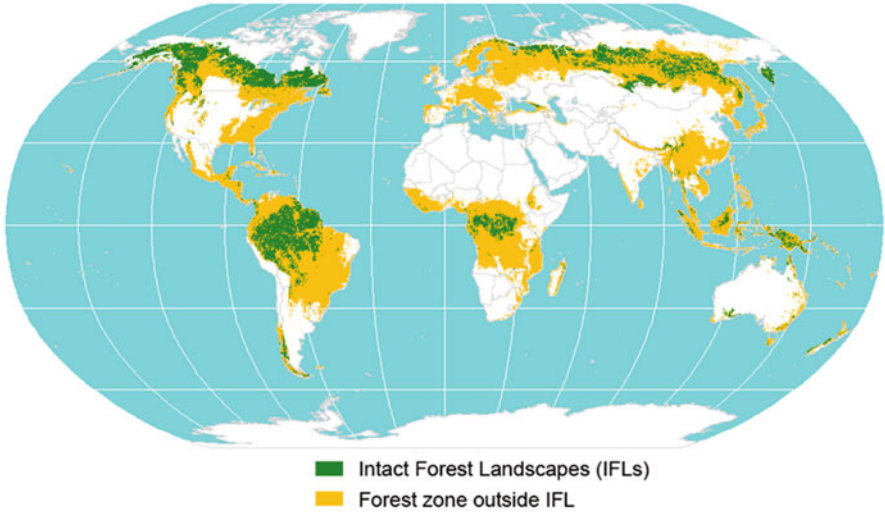 Intact Forest Landscapes (IFLs)
Forest zone outside IFL